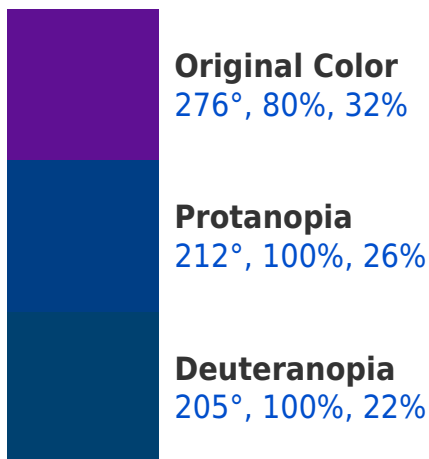 Original Color
276°, 80%, 32%
Protanopia
212°, 100%, 26%
Deuteranopia
205°, 100%, 22%